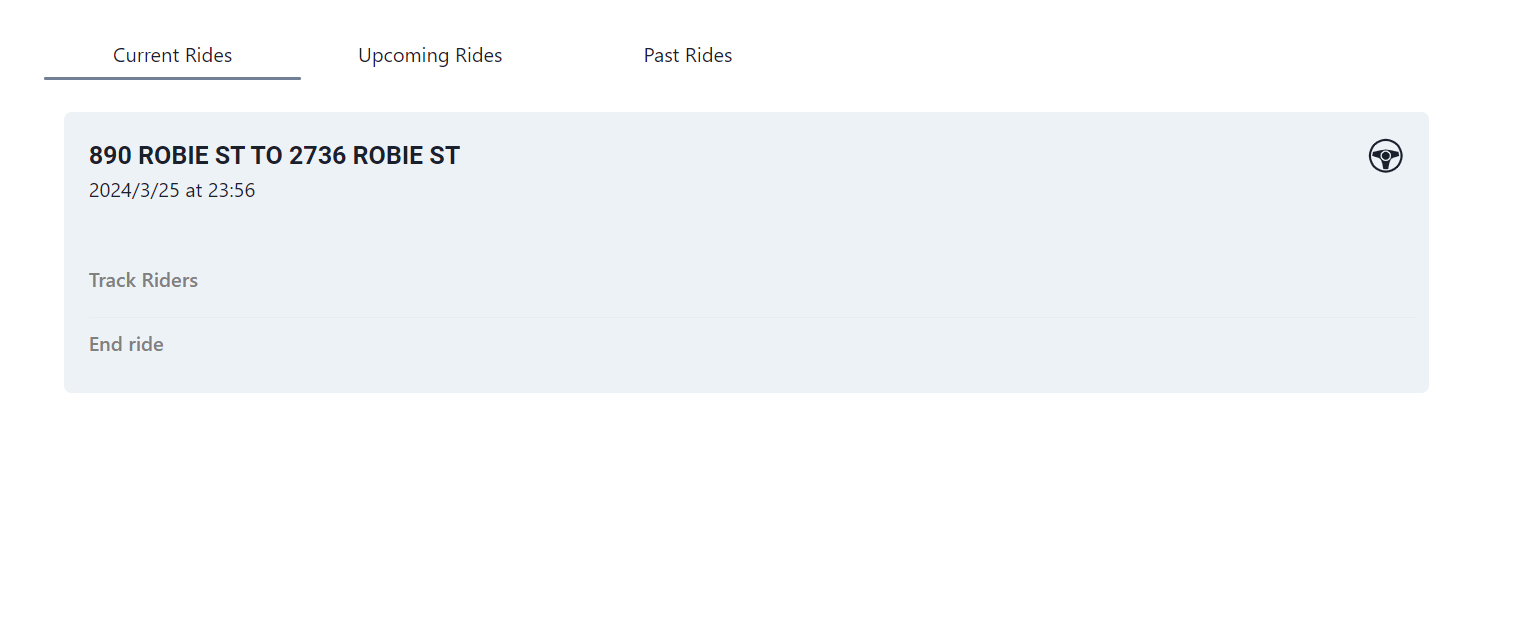 Current Rides Upcoming Rides Past Rides
890 ROBIE ST TO 2736 ROBIE ST
2024/3/25 at 23:56
Track Riders
End ride